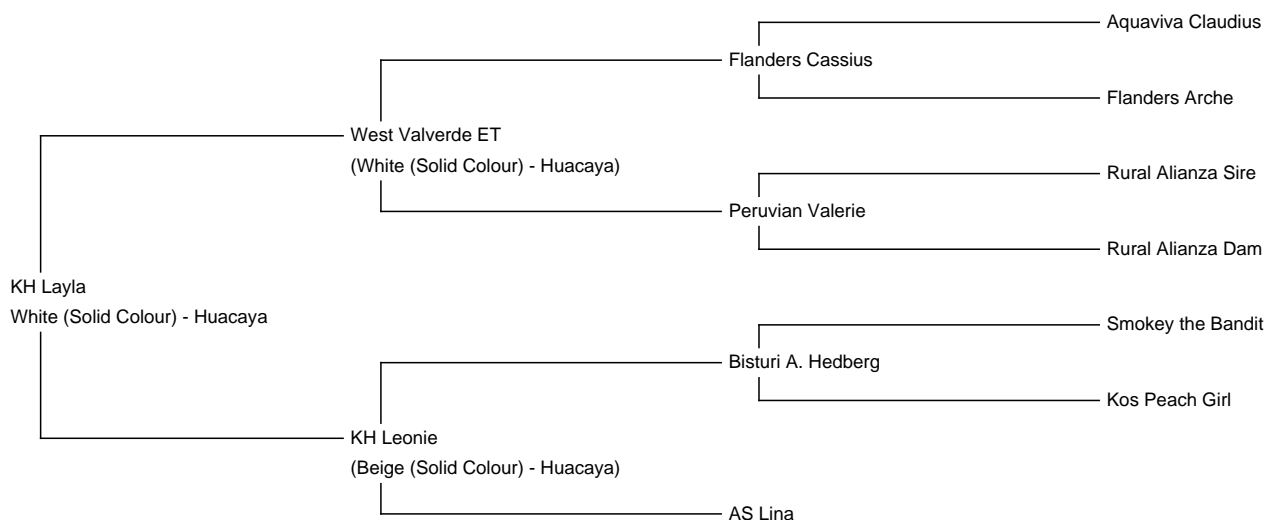 Aquaviva Claudius
Flanders Cassius
Flanders Arche
West Valverde ET
(White (Solid Colour) - Huacaya)
Rural Alianza Sire
Peruvian Valerie
Rural Alianza Dam
KH Layla
White (Solid Colour) - Huacaya
Smokey the Bandit
Bisturi A. Hedberg
Kos Peach Girl
KH Leonie
(Beige (Solid Colour) - Huacaya)
AS Lina